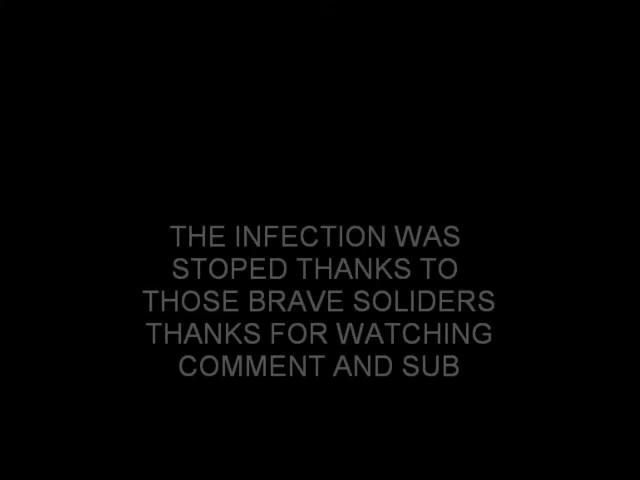 THE INFECTION WAS
STOPED THANKS TO
THOSE BRAVE SOLIDERS
THANKS FOR WATCHING
COMMENT AND SUB